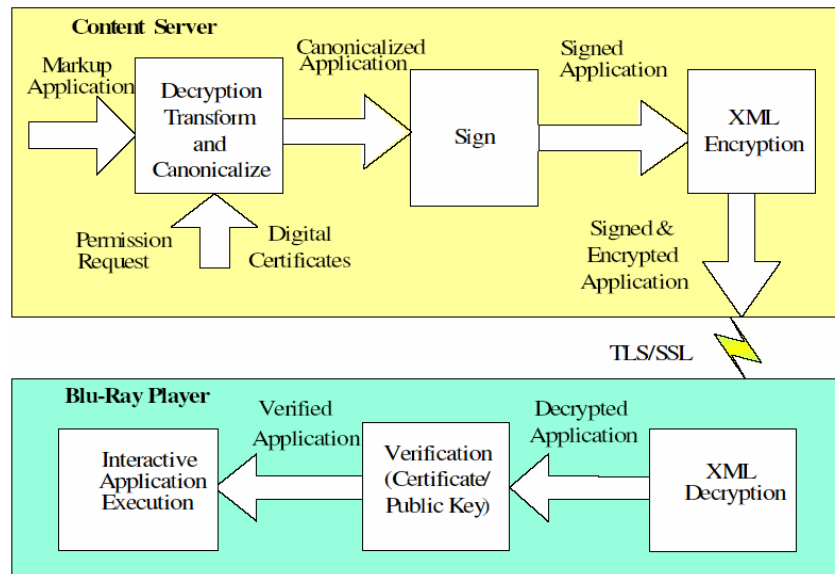 Content Server
Markup
Application
Decryption
Transform
and
Canonicalize
Canonicalized
Application
Sign
Signed
Application
XML
Encryption
Permission
Request
Digital
Certificates
Signed &
Encrypted
Application
TLS/SSL
Blu-Ray Player
Interactive
Application
Execution
Verified
Application
Verification
(Certificate/
Public Key)
Decrypted
Application
XML
Decryption